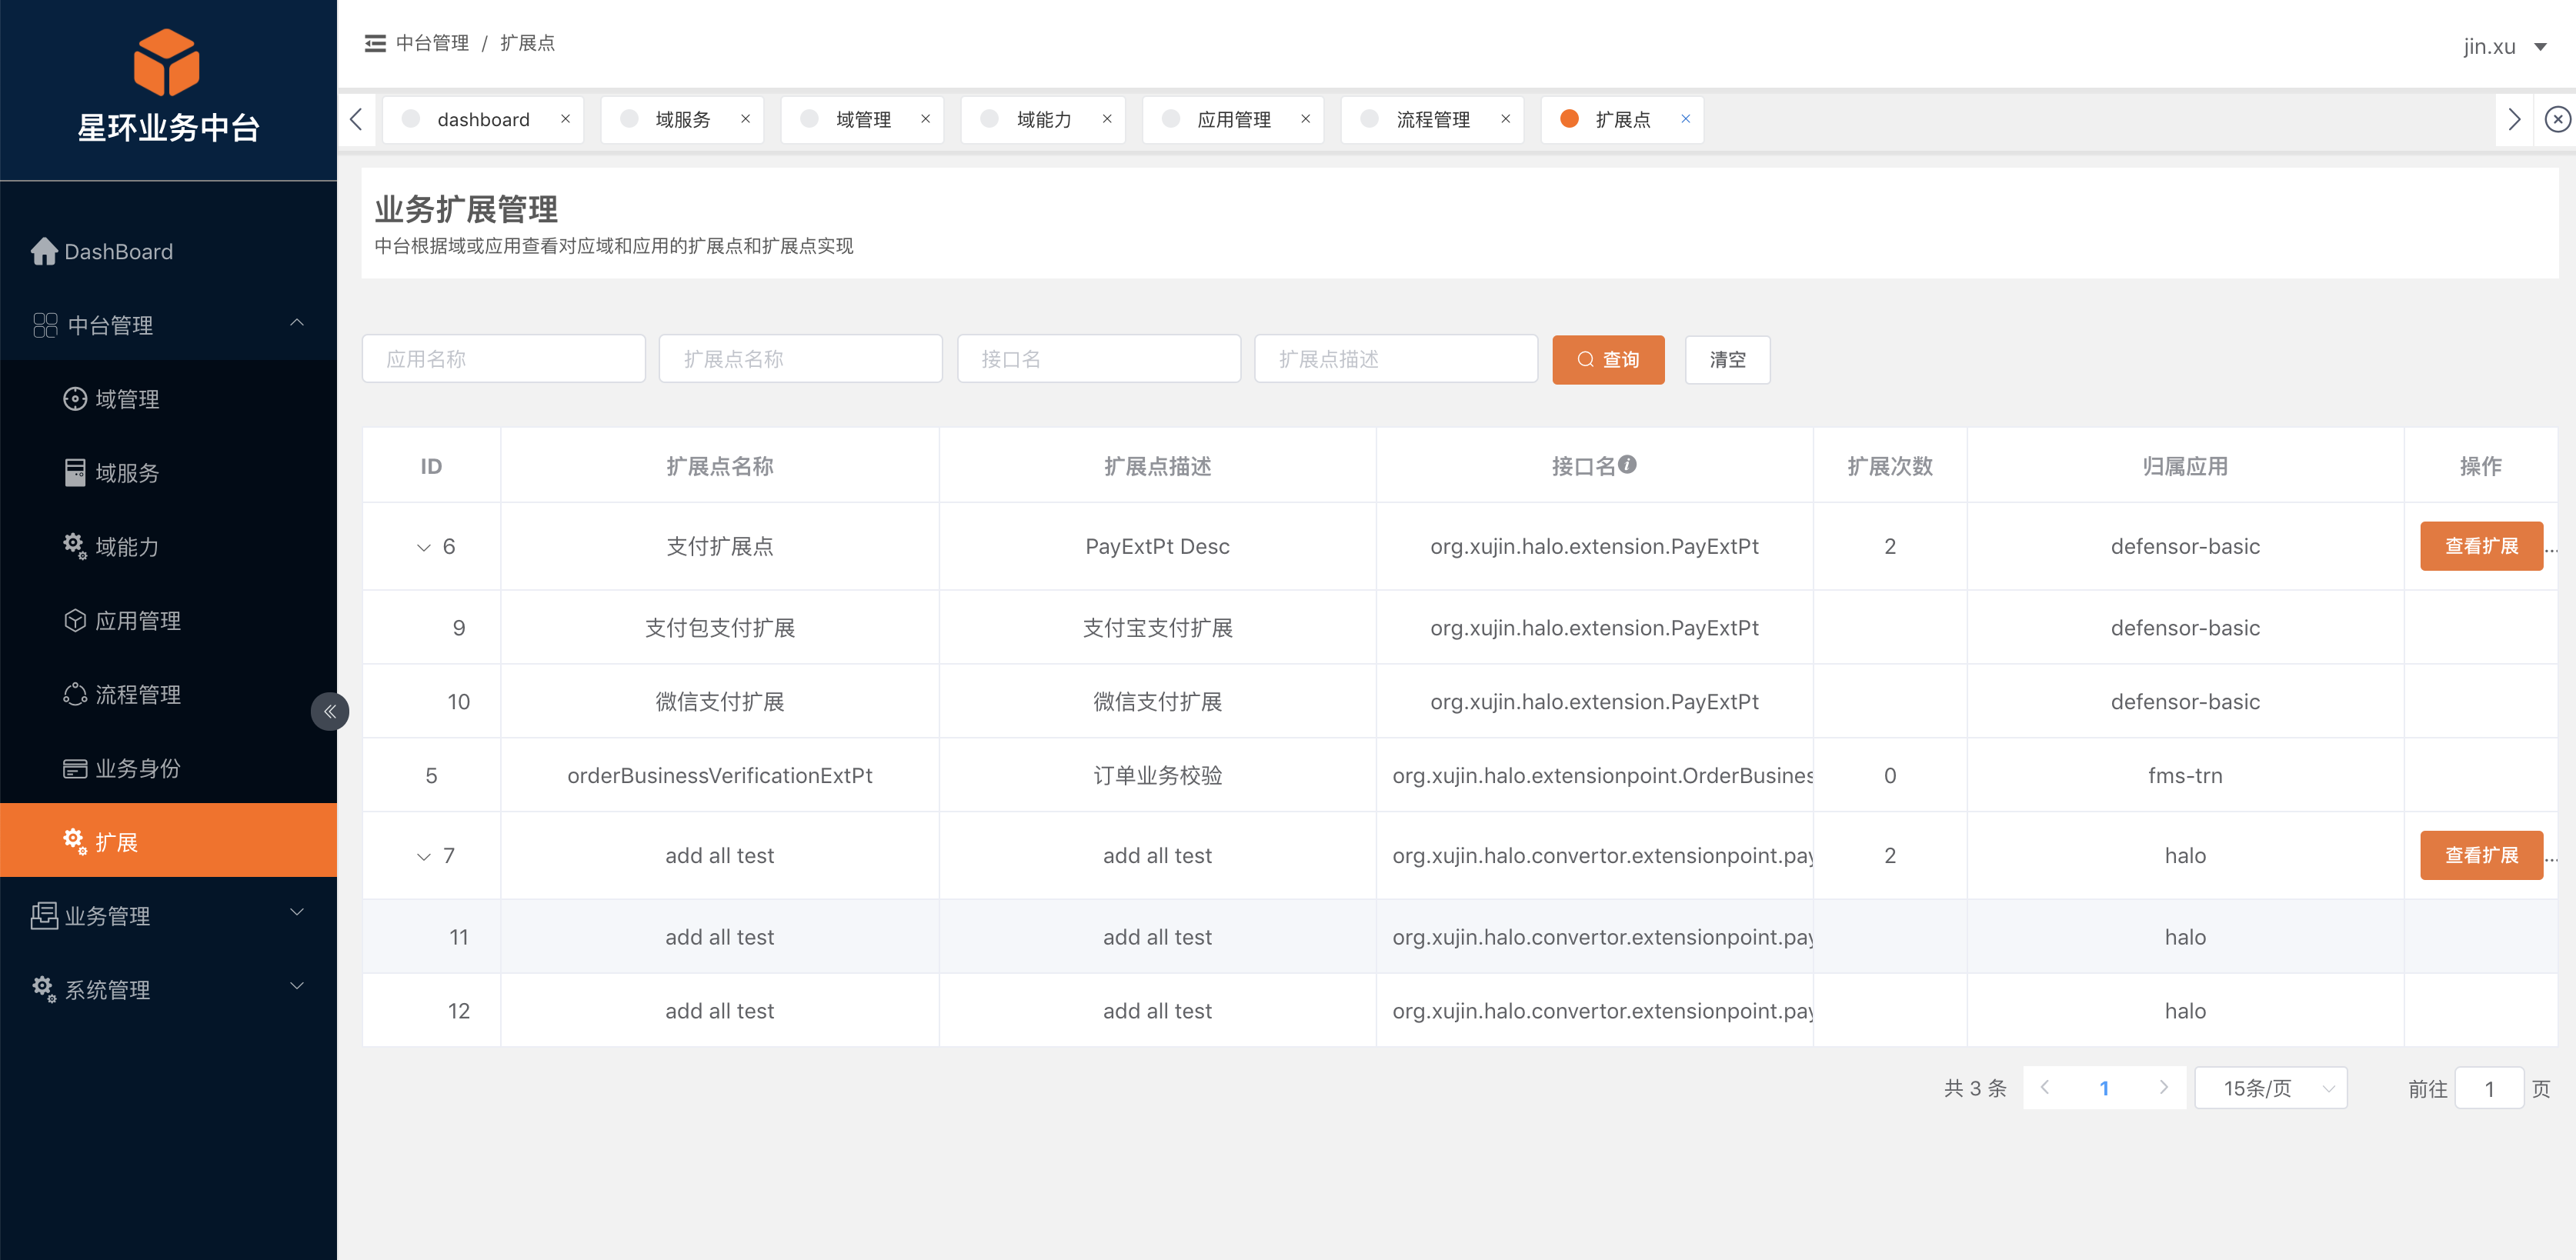 星环业务中台
DashBoard
中台管理
域管理
域服务
域能力
应用管理
流程管理
业务身份
扩展
业务管理
系统管理
中台管理 / 扩展点
jin.xu
dashboard × 域服务 × 域管理 × 域能力 × 应用管理 × 流程管理 × 扩展点 ×
业务扩展管理
中台根据域或应用查看对应域和应用的扩展点和扩展点实现
应用名称 扩展点名称 接口名 扩展点描述 查询 清空
ID 扩展点名称 扩展点描述 接口名 扩展次数 归属应用 操作
6 支付扩展点 PayExtPt Desc org.xujin.halo.extension.PayExtPt 2 defensor-basic 查看扩展 ...
9 支付包支付扩展 支付宝支付扩展 org.xujin.halo.extension.PayExtPt defensor-basic
10 微信支付扩展 微信支付扩展 org.xujin.halo.extension.PayExtPt defensor-basic
5 orderBusinessVerificationExtPt 订单业务校验 org.xujin.halo.extensionpoint.OrderBusines 0 fms-trn
7 add all test add all test org.xujin.halo.convertor.extensionpoint.pay 2 halo 查看扩展 ...
11 add all test add all test org.xujin.halo.convertor.extensionpoint.pay halo
12 add all test add all test org.xujin.halo.convertor.extensionpoint.pay halo
共 3 条 1 15条/页 前往 1 页